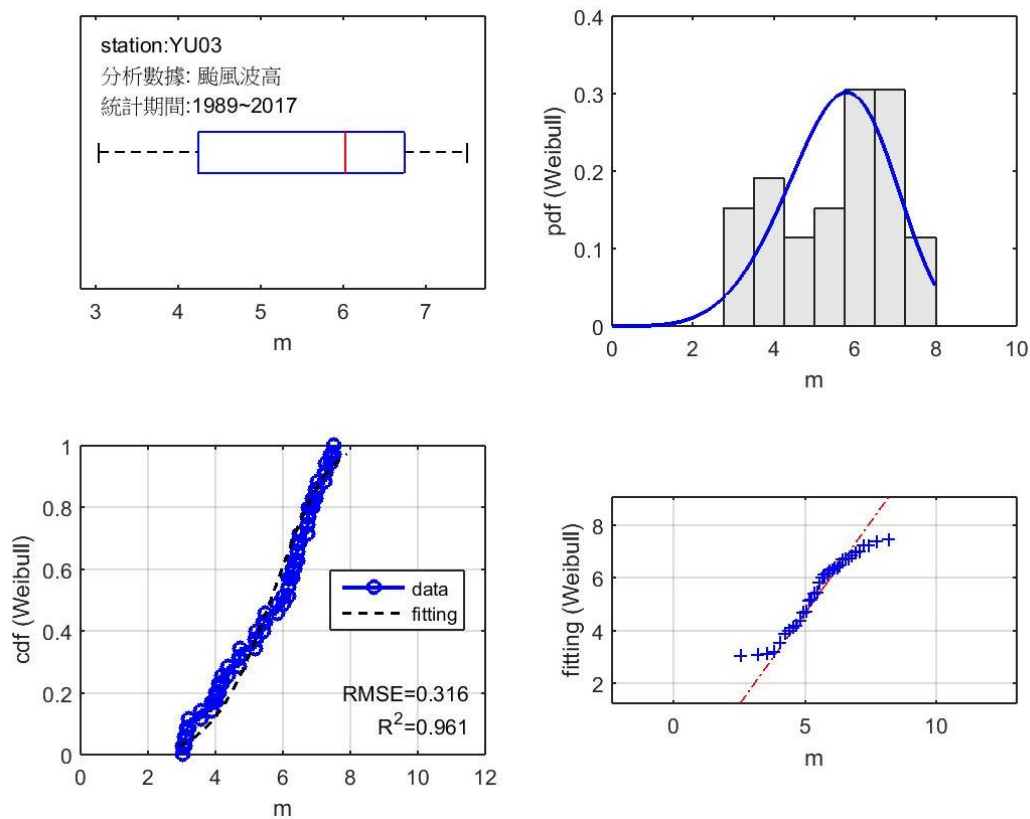 station:YU03
分析數據: 颱風波高
統計期間:1989~2017
3 4 5 6 7
m
0.4
0.3
0.2
0.1
0
pdf (Weibull)
0 2 4 6 8 10
m
1
0.8
0.6
0.4
0.2
0
cdf (Weibull)
data
fitting
RMSE=0.316
R²=0.961
0 2 4 6 8 10 12
m
8
6
4
2
fitting (Weibull)
0 5 10
m